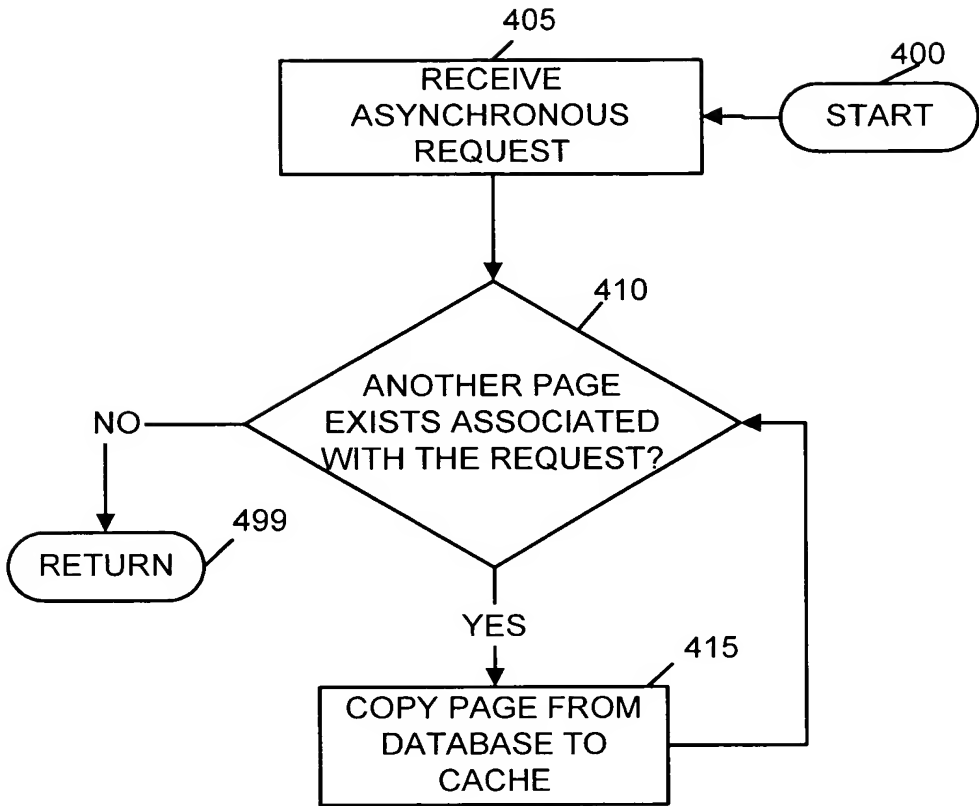 405
400
RECEIVE
ASYNCHRONOUS
REQUEST
START
410
ANOTHER PAGE
EXISTS ASSOCIATED
WITH THE REQUEST?
NO
499
RETURN
YES
415
COPY PAGE FROM
DATABASE TO
CACHE